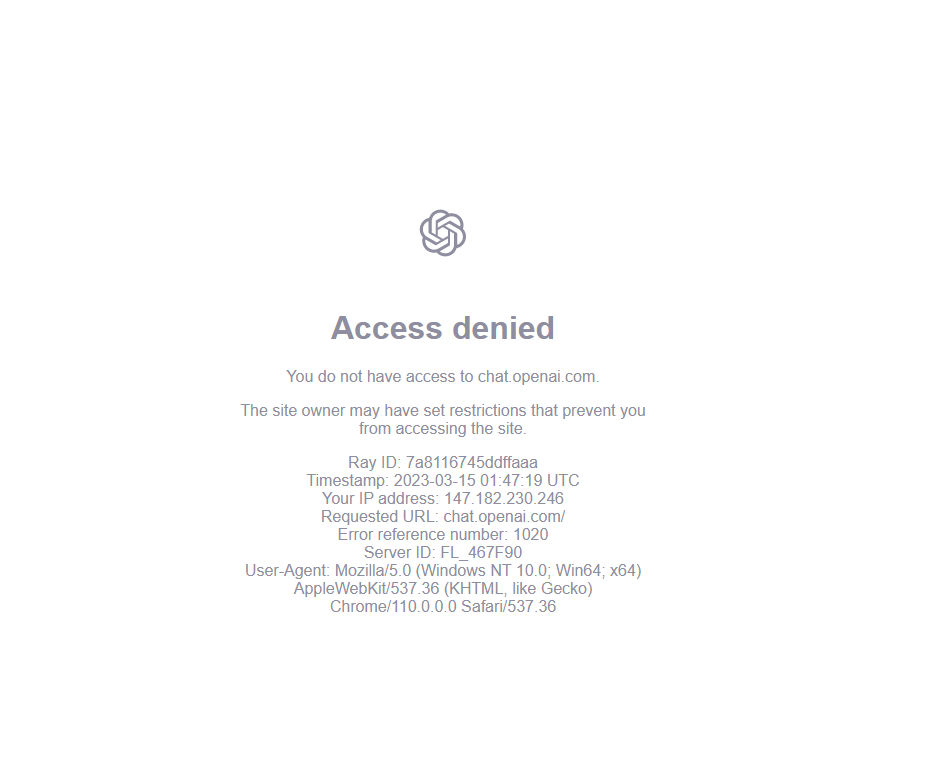 Access denied
You do not have access to chat.openai.com.
The site owner may have set restrictions that prevent you
from accessing the site.
Ray ID: 7a8116745ddffaaa
Timestamp: 2023-03-15 01:47:19 UTC
Your IP address: 147.182.230.246
Requested URL: chat.openai.com/
Error reference number: 1020
Server ID: FL_467F90
User-Agent: Mozilla/5.0 (Windows NT 10.0; Win64; x64)
AppleWebKit/537.36 (KHTML, like Gecko)
Chrome/110.0.0.0 Safari/537.36